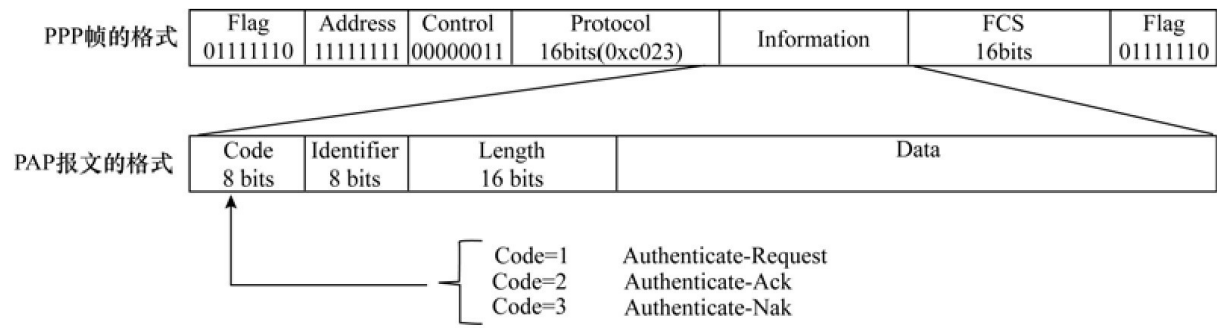 PPP帧的格式
Flag Address Control Protocol Information FCS Flag
01111110 11111111 00000011 16bits(0xc023) 16bits 01111110
PAP报文的格式
Code Identifier Length Data
8 bits 8 bits 16 bits
Code=1 Authenticate-Request
Code=2 Authenticate-Ack
Code=3 Authenticate-Nak